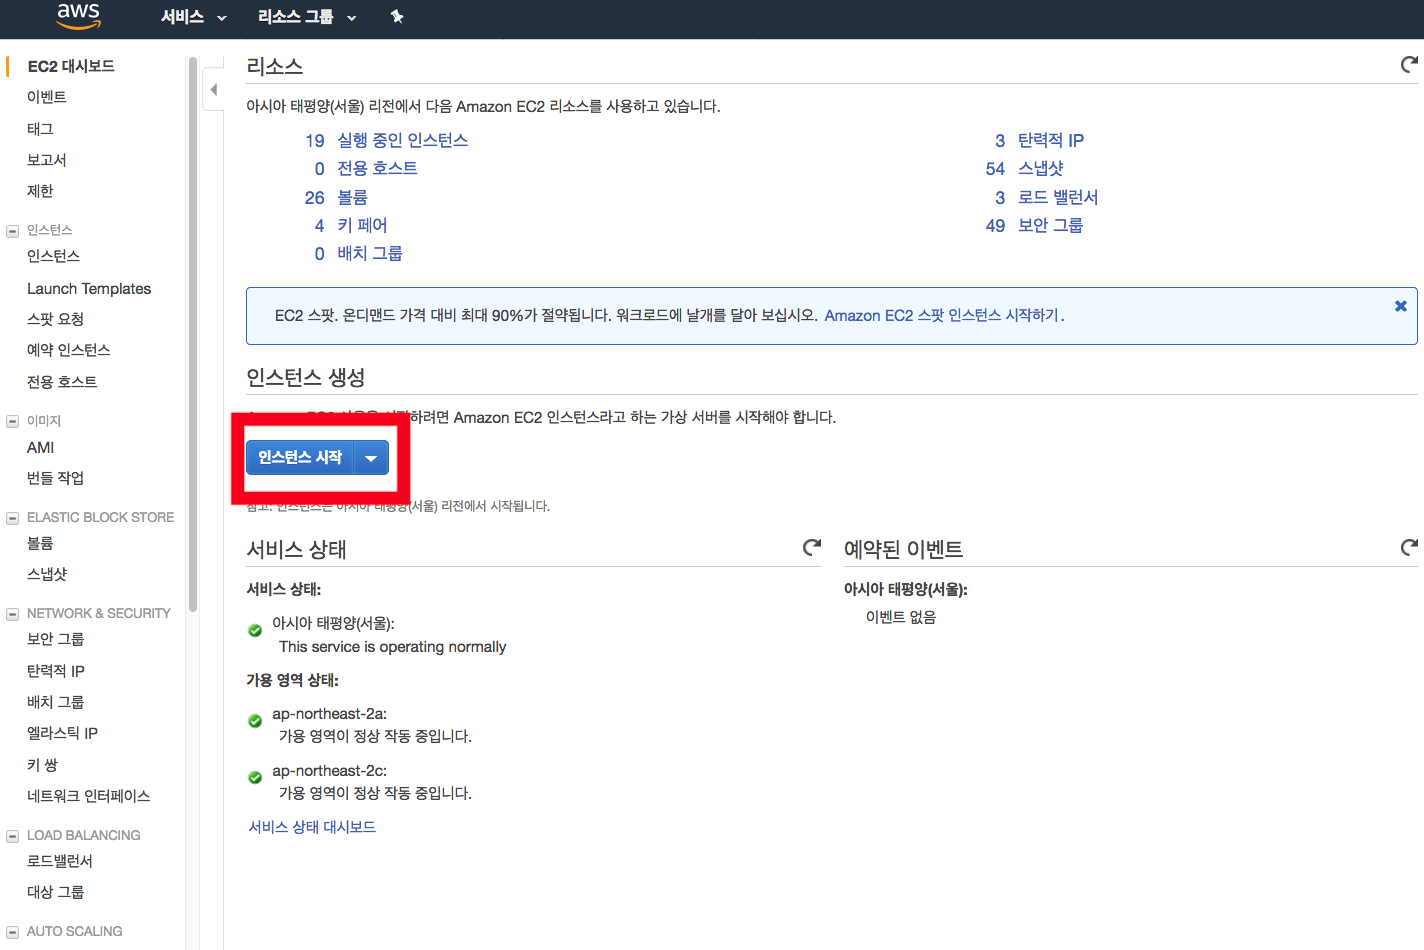 aws
서비스
리소스 그룹
EC2 대시보드
이벤트
태그
보고서
제한
인스턴스
인스턴스
Launch Templates
스팟 요청
예약 인스턴스
전용 호스트
이미지
AMI
번들 작업
ELASTIC BLOCK STORE
볼륨
스냅샷
NETWORK & SECURITY
보안 그룹
탄력적 IP
배치 그룹
엘라스틱 IP
키 쌍
네트워크 인터페이스
LOAD BALANCING
로드밸런서
대상 그룹
AUTO SCALING
리소스
아시아 태평양(서울) 리전에서 다음 Amazon EC2 리소스를 사용하고 있습니다.
19 실행 중인 인스턴스
0 전용 호스트
26 볼륨
4 키 페어
0 배치 그룹
3 탄력적 IP
54 스냅샷
3 로드 밸런서
49 보안 그룹
EC2 스팟. 온디맨드 가격 대비 최대 90%가 절약됩니다. 워크로드에 날개를 달아 보십시오. Amazon EC2 스팟 인스턴스 시작하기.
인스턴스 생성
하려면 Amazon EC2 인스턴스라고 하는 가상 서버를 시작해야 합니다.
인스턴스 시작
참고: 인스턴스는 아시아 태평양(서울) 리전에서 시작됩니다.
서비스 상태
서비스 상태:
아시아 태평양(서울):
This service is operating normally
가용 영역 상태:
ap-northeast-2a:
가용 영역이 정상 작동 중입니다.
ap-northeast-2c:
가용 영역이 정상 작동 중입니다.
서비스 상태 대시보드
예약된 이벤트
아시아 태평양(서울):
이벤트 없음